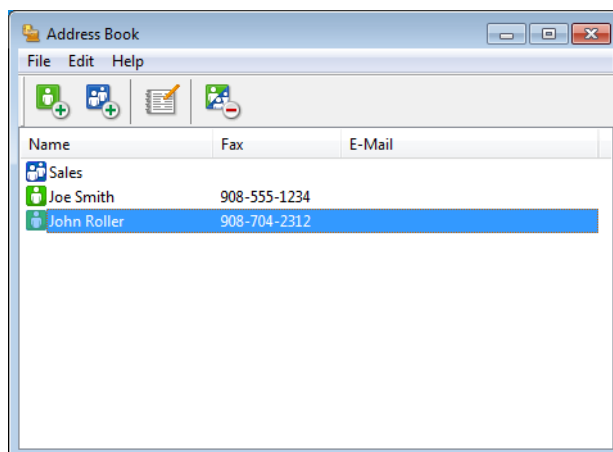 Address Book
File Edit Help
Name Fax E-Mail
Sales
Joe Smith 908-555-1234
John Roller 908-704-2312